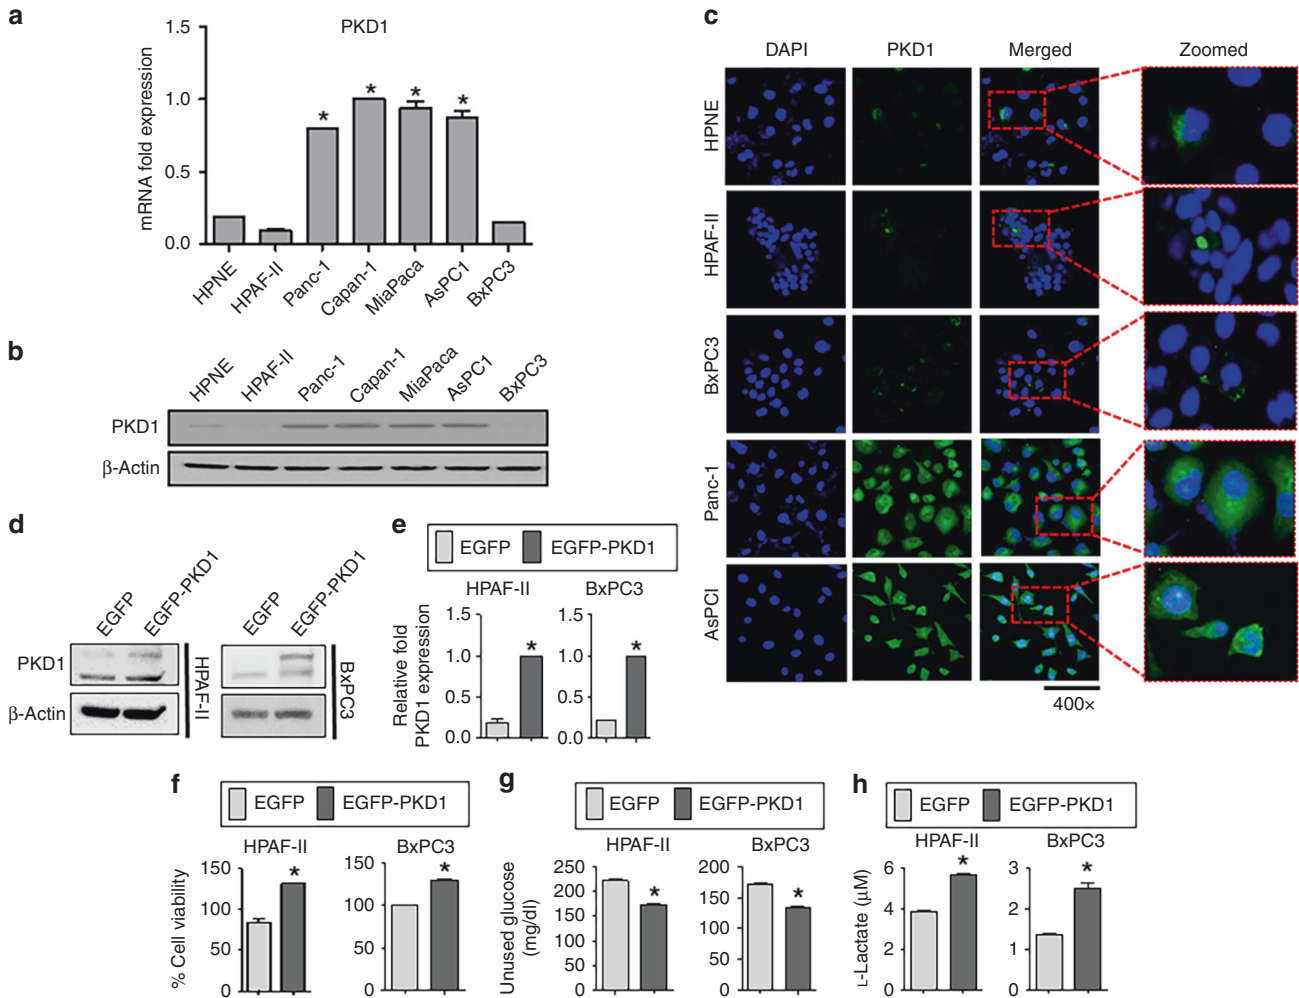 a
PKD1
mRNA fold expression
1.5
1.0
0.5
0.0
* * * *
HPNE HPAF-II Panc-1 Capan-1 MiaPaca AsPC1 BxPC3
b
HPNE HPAF-II Panc-1 Capan-1 MiaPaca AsPC1 BxPC3
PKD1
β-Actin
c
DAPI PKD1 Merged Zoomed
HPNE
HPAF-II
BxPC3
Panc-1
AsPCI
400×
d
EGFP EGFP-PKD1 EGFP EGFP-PKD1
PKD1
β-Actin
HPAF-II
BxPC3
e
EGFP EGFP-PKD1
HPAF-II BxPC3
Relative fold
PKD1 expression
1.5 1.5
* *
1.0 1.0
0.5 0.5
0.0 0.0
f
EGFP EGFP-PKD1
HPAF-II BxPC3
% Cell viability
150 150
* *
100 100
50 50
0 0
g
EGFP EGFP-PKD1
HPAF-II BxPC3
Unused glucose
(mg/dl)
250 200
200 150
* *
150 100
100 50
50
0 0
h
EGFP EGFP-PKD1
HPAF-II BxPC3
L-Lactate (μM)
6 3
* *
4 2
2 1
0 0